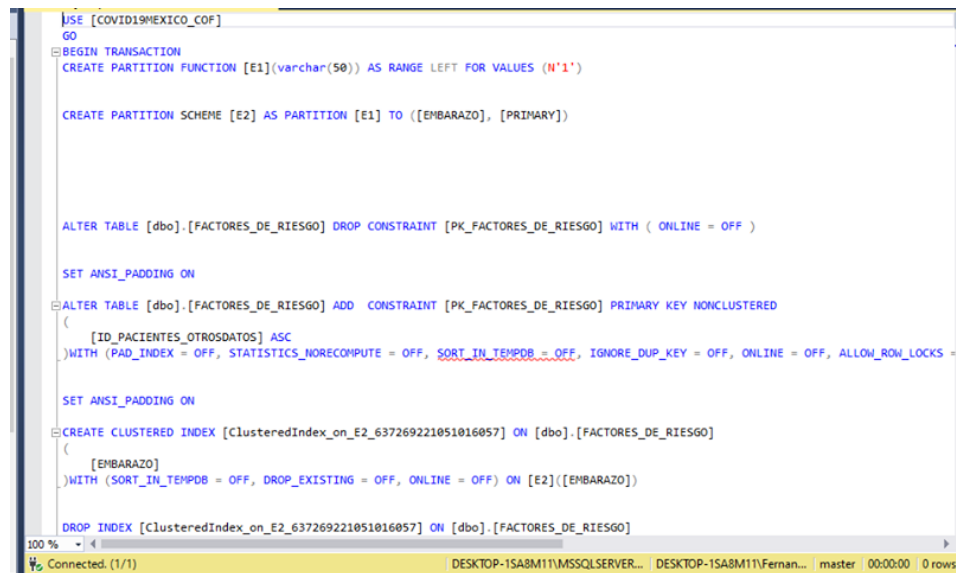 USE [COVID19MEXICO_COF]
GO
BEGIN TRANSACTION
CREATE PARTITION FUNCTION [E1](varchar(50)) AS RANGE LEFT FOR VALUES (N'1')
CREATE PARTITION SCHEME [E2] AS PARTITION [E1] TO ([EMBARAZO], [PRIMARY])
ALTER TABLE [dbo].[FACTORES_DE_RIESGO] DROP CONSTRAINT [PK_FACTORES_DE_RIESGO] WITH ( ONLINE = OFF )
SET ANSI_PADDING ON
ALTER TABLE [dbo].[FACTORES_DE_RIESGO] ADD  CONSTRAINT [PK_FACTORES_DE_RIESGO] PRIMARY KEY NONCLUSTERED
(
[ID_PACIENTES_OTROSDATOS] ASC
)WITH (PAD_INDEX = OFF, STATISTICS_NORECOMPUTE = OFF, SORT_IN_TEMPDB = OFF, IGNORE_DUP_KEY = OFF, ONLINE = OFF, ALLOW_ROW_LOCKS =
SET ANSI_PADDING ON
CREATE CLUSTERED INDEX [ClusteredIndex_on_E2_637269221051016057] ON [dbo].[FACTORES_DE_RIESGO]
(
[EMBARAZO]
)WITH (SORT_IN_TEMPDB = OFF, DROP_EXISTING = OFF, ONLINE = OFF) ON [E2]([EMBARAZO])
DROP INDEX [ClusteredIndex_on_E2_637269221051016057] ON [dbo].[FACTORES_DE_RIESGO]
100 %
Connected. (1/1) DESKTOP-1SA8M11\MSSQLSERVER... DESKTOP-1SA8M11\Fernan... master 00:00:00 0 rows